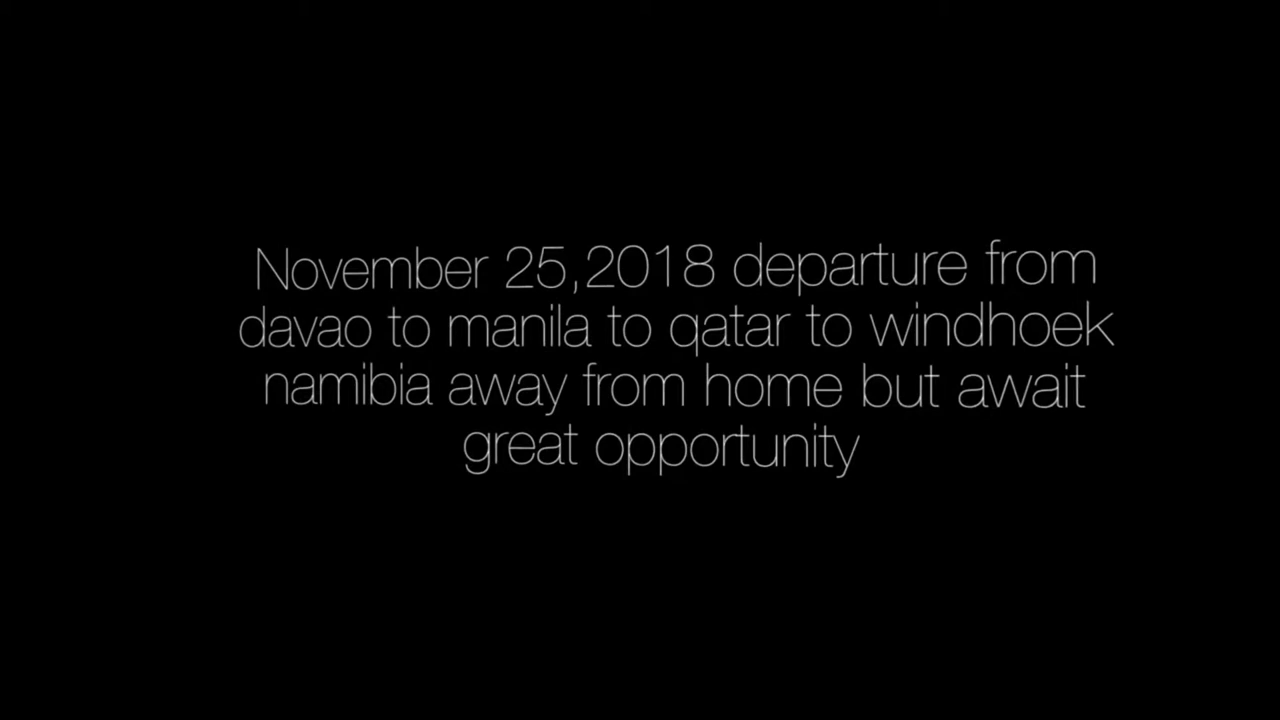 November 25,2018 departure from
davao to manila to qatar to windhoek
namibia away from home but await
great opportunity